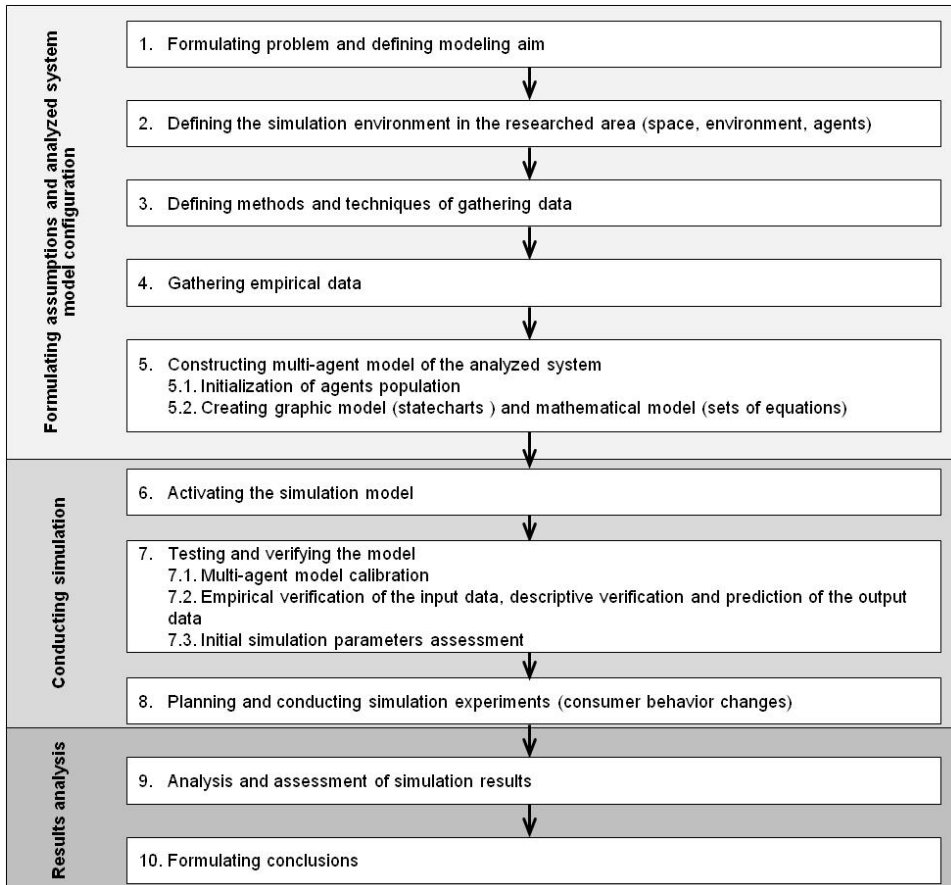 Formulating assumptions and analyzed system
model configuration
1. Formulating problem and defining modeling aim
2. Defining the simulation environment in the researched area (space, environment, agents)
3. Defining methods and techniques of gathering data
4. Gathering empirical data
5. Constructing multi-agent model of the analyzed system
5.1. Initialization of agents population
5.2. Creating graphic model (statecharts ) and mathematical model (sets of equations)
Conducting simulation
6. Activating the simulation model
7. Testing and verifying the model
7.1. Multi-agent model calibration
7.2. Empirical verification of the input data, descriptive verification and prediction of the output
data
7.3. Initial simulation parameters assessment
8. Planning and conducting simulation experiments (consumer behavior changes)
Results analysis
9. Analysis and assessment of simulation results
10. Formulating conclusions